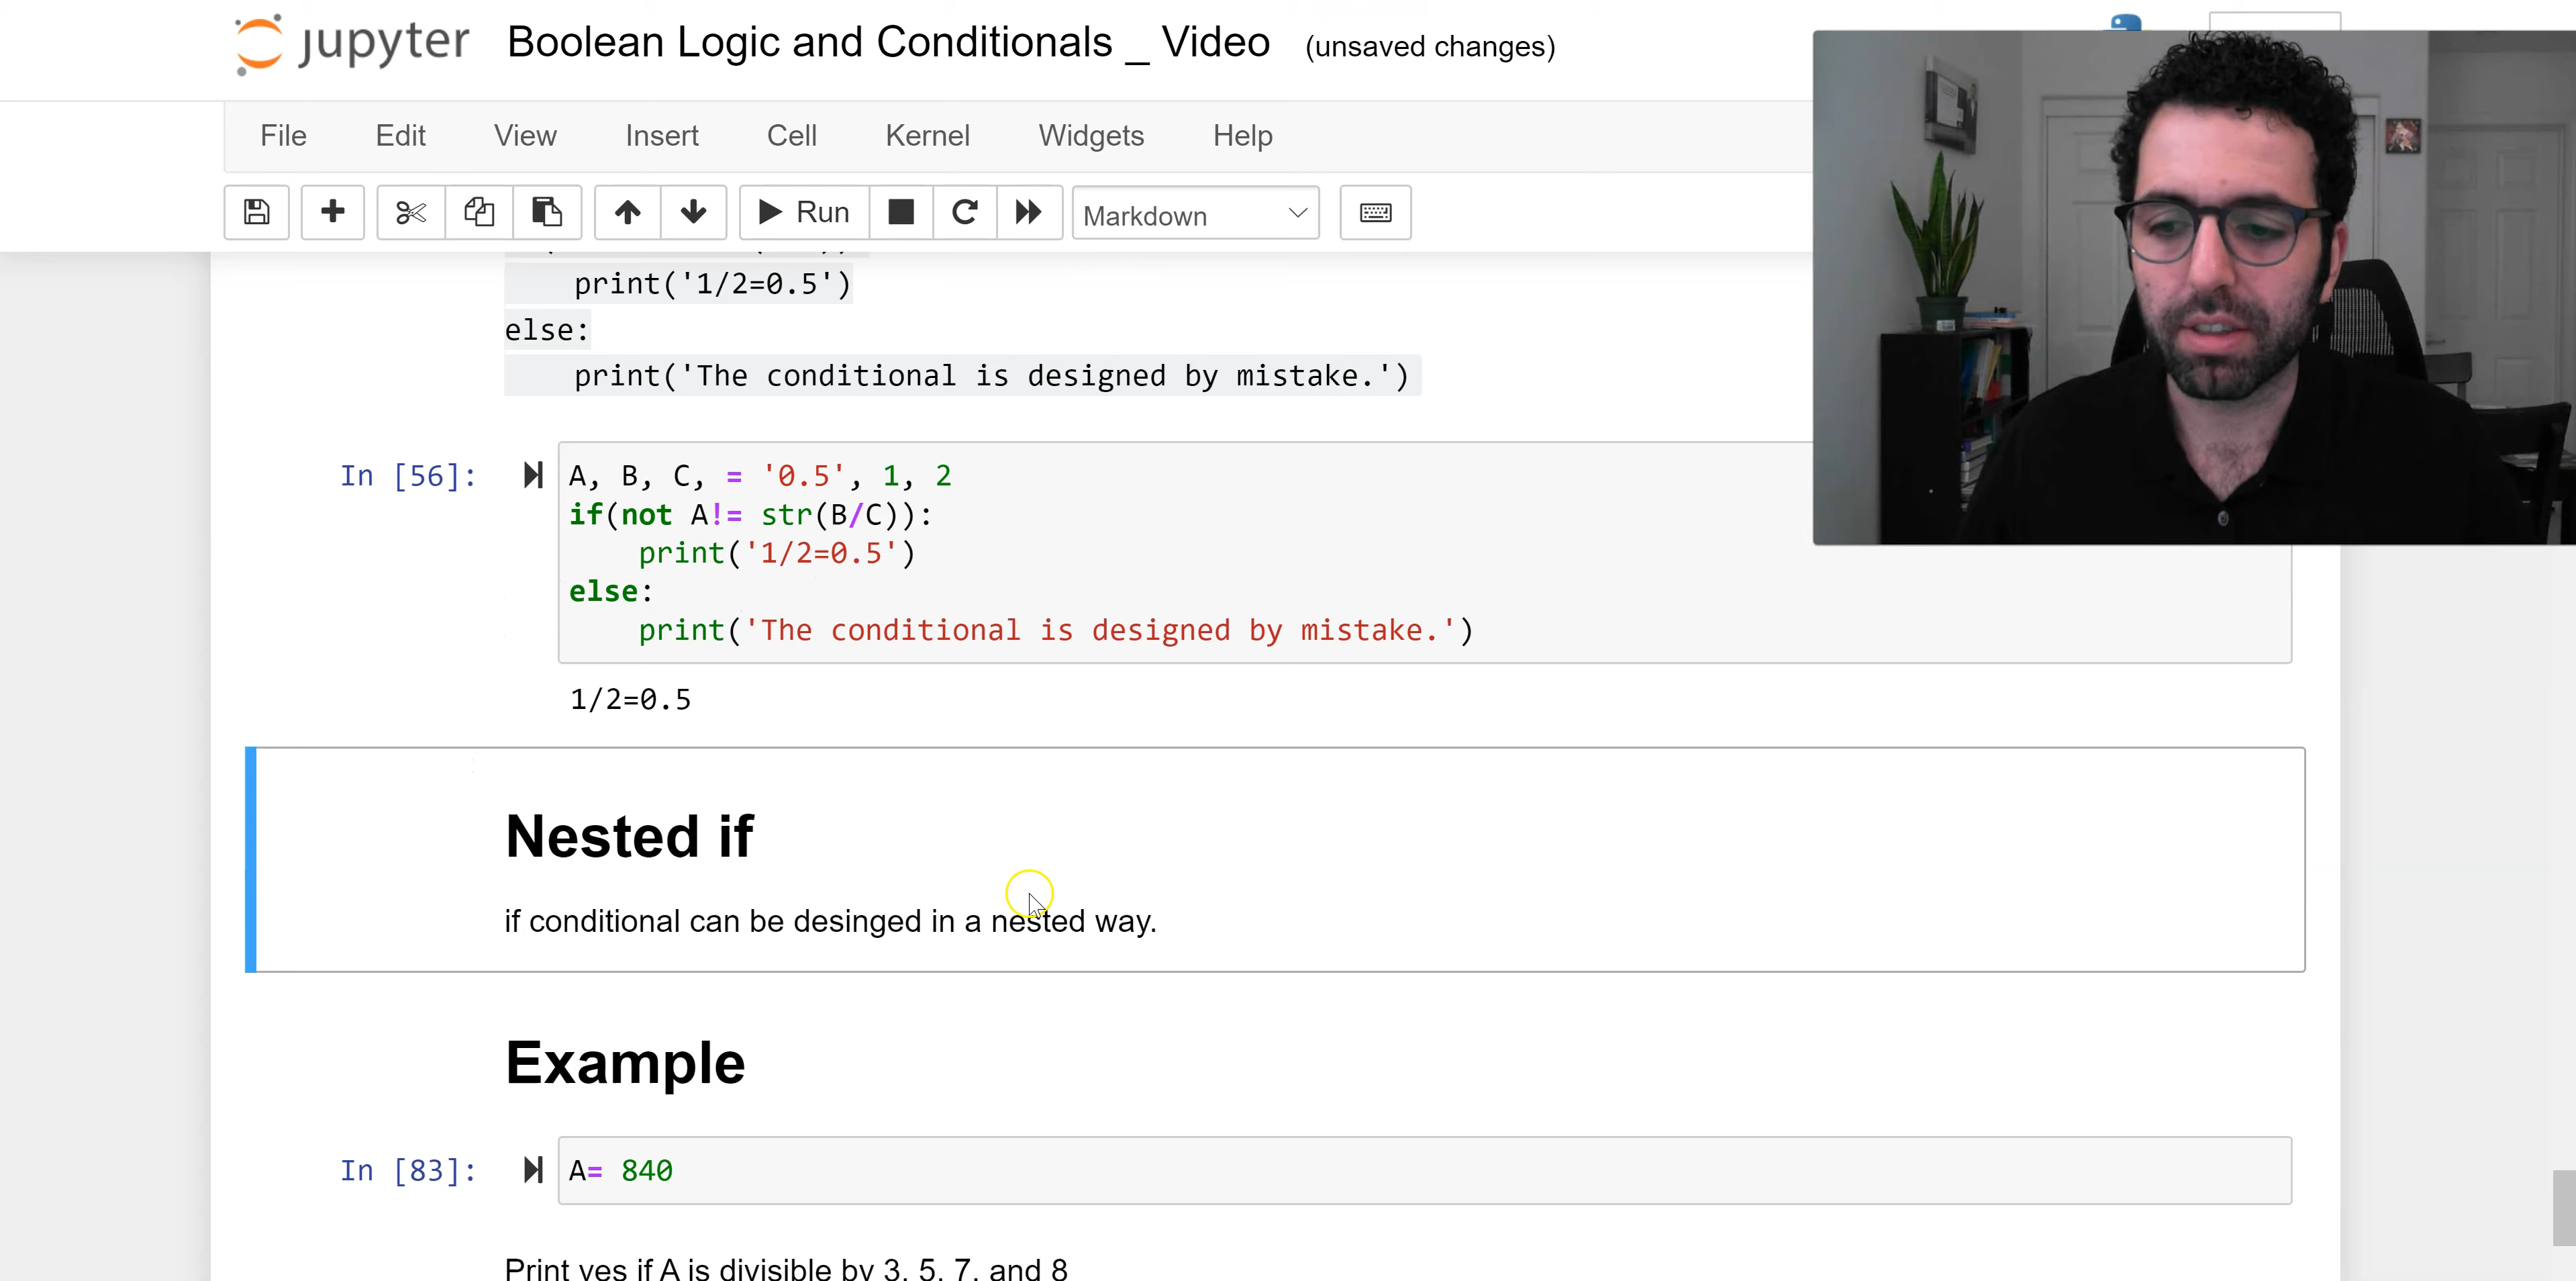 jupyter Boolean Logic and Conditionals _ Video (unsaved changes)
File Edit View Insert Cell Kernel Widgets Help
Run Markdown
print('1/2=0.5')
else:
print('The conditional is designed by mistake.')
In [56]: A, B, C, = '0.5', 1, 2
if(not A!= str(B/C)):
print('1/2=0.5')
else:
print('The conditional is designed by mistake.')
1/2=0.5
Nested if
if conditional can be desinged in a nested way.
Example
In [83]: A= 840
Print yes if A is divisible by 3, 5, 7, and 8